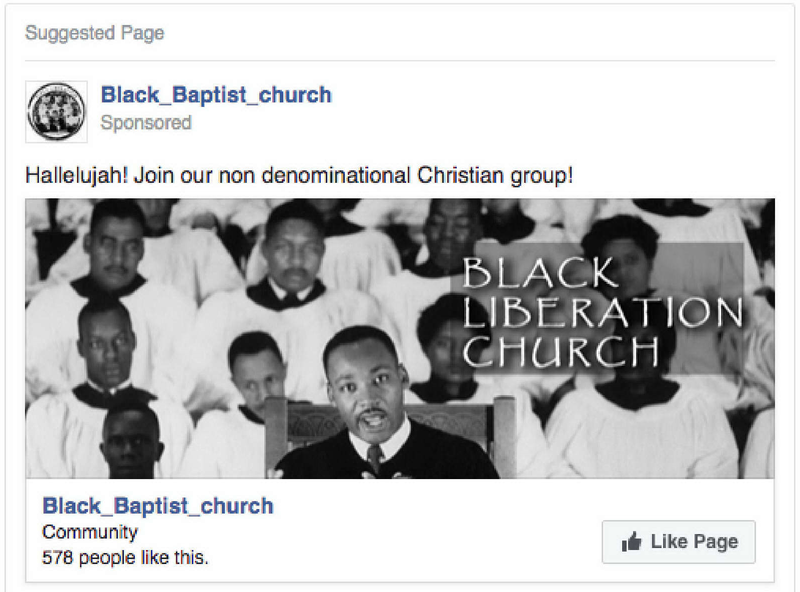 Suggested Page
Black_Baptist_church
Sponsored
Hallelujah! Join our non denominational Christian group!
BLACK
LIBERATION
CHURCH
Black_Baptist_church
Community
578 people like this.
Like Page